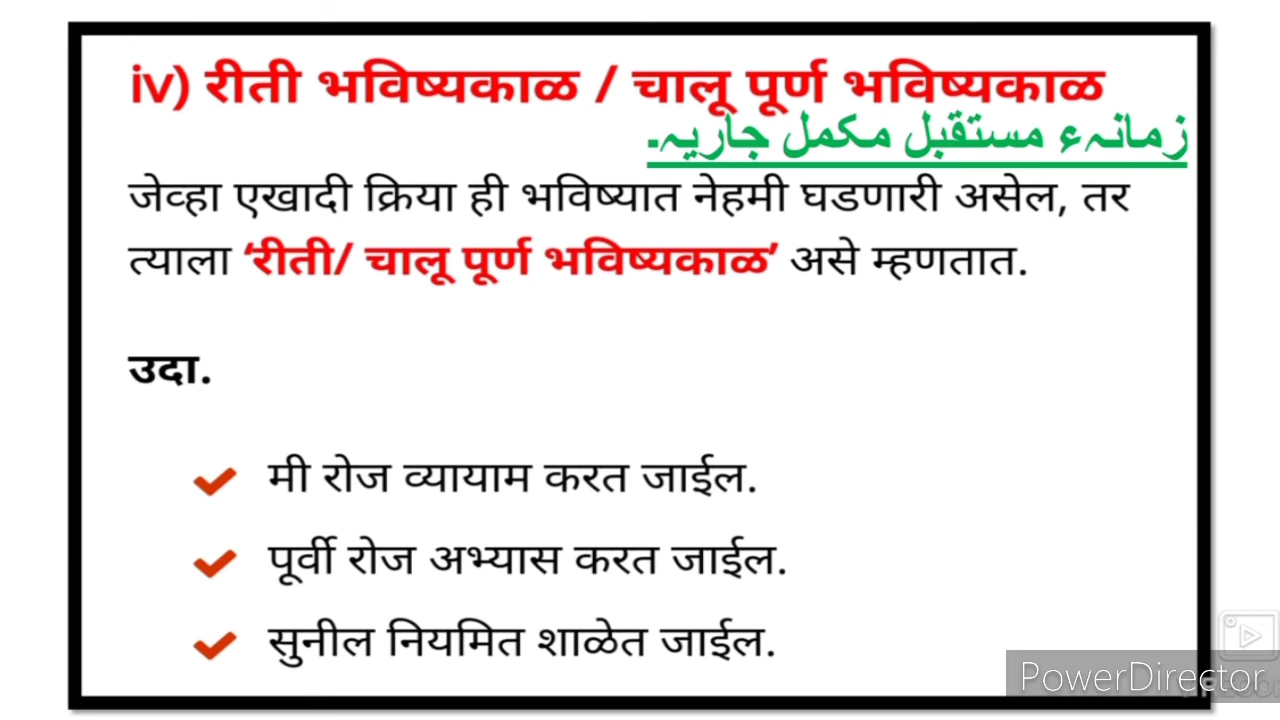 iv) रीती भविष्यकाळ / चालू पूर्ण भविष्यकाळ
زمانہء مستقبل مکمل جاریہ۔
जेव्हा एखादी क्रिया ही भविष्यात नेहमी घडणारी असेल, तर
त्याला ‘रीती/ चालू पूर्ण भविष्यकाळ’ असे म्हणतात.
उदा.
मी रोज व्यायाम करत जाईल.
पूर्वी रोज अभ्यास करत जाईल.
सुनील नियमित शाळेत जाईल.
PowerDirector